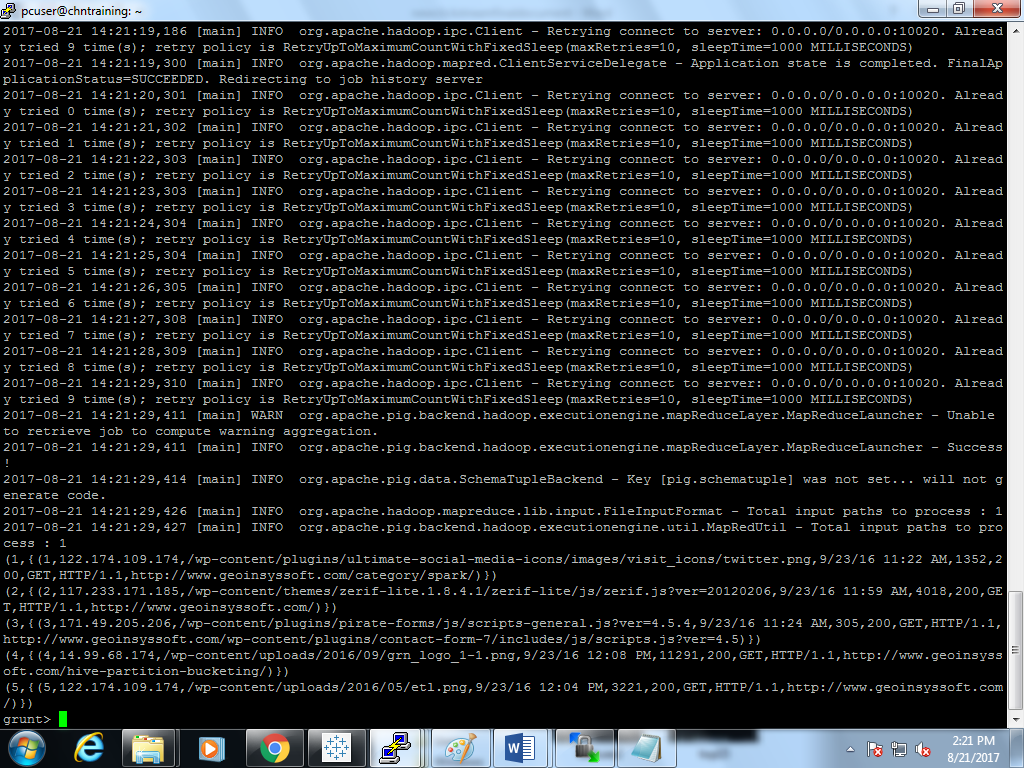 pcuser@chntraining: ~
2017-08-21 14:21:19,186 [main] INFO  org.apache.hadoop.ipc.Client - Retrying connect to server: 0.0.0.0/0.0.0.0:10020. Alread
y tried 9 time(s); retry policy is RetryUpToMaximumCountWithFixedSleep(maxRetries=10, sleepTime=1000 MILLISECONDS)
2017-08-21 14:21:19,300 [main] INFO  org.apache.hadoop.mapred.ClientServiceDelegate - Application state is completed. FinalAp
plicationStatus=SUCCEEDED. Redirecting to job history server
2017-08-21 14:21:20,301 [main] INFO  org.apache.hadoop.ipc.Client - Retrying connect to server: 0.0.0.0/0.0.0.0:10020. Alread
y tried 0 time(s); retry policy is RetryUpToMaximumCountWithFixedSleep(maxRetries=10, sleepTime=1000 MILLISECONDS)
2017-08-21 14:21:21,302 [main] INFO  org.apache.hadoop.ipc.Client - Retrying connect to server: 0.0.0.0/0.0.0.0:10020. Alread
y tried 1 time(s); retry policy is RetryUpToMaximumCountWithFixedSleep(maxRetries=10, sleepTime=1000 MILLISECONDS)
2017-08-21 14:21:22,303 [main] INFO  org.apache.hadoop.ipc.Client - Retrying connect to server: 0.0.0.0/0.0.0.0:10020. Alread
y tried 2 time(s); retry policy is RetryUpToMaximumCountWithFixedSleep(maxRetries=10, sleepTime=1000 MILLISECONDS)
2017-08-21 14:21:23,303 [main] INFO  org.apache.hadoop.ipc.Client - Retrying connect to server: 0.0.0.0/0.0.0.0:10020. Alread
y tried 3 time(s); retry policy is RetryUpToMaximumCountWithFixedSleep(maxRetries=10, sleepTime=1000 MILLISECONDS)
2017-08-21 14:21:24,304 [main] INFO  org.apache.hadoop.ipc.Client - Retrying connect to server: 0.0.0.0/0.0.0.0:10020. Alread
y tried 4 time(s); retry policy is RetryUpToMaximumCountWithFixedSleep(maxRetries=10, sleepTime=1000 MILLISECONDS)
2017-08-21 14:21:25,304 [main] INFO  org.apache.hadoop.ipc.Client - Retrying connect to server: 0.0.0.0/0.0.0.0:10020. Alread
y tried 5 time(s); retry policy is RetryUpToMaximumCountWithFixedSleep(maxRetries=10, sleepTime=1000 MILLISECONDS)
2017-08-21 14:21:26,305 [main] INFO  org.apache.hadoop.ipc.Client - Retrying connect to server: 0.0.0.0/0.0.0.0:10020. Alread
y tried 6 time(s); retry policy is RetryUpToMaximumCountWithFixedSleep(maxRetries=10, sleepTime=1000 MILLISECONDS)
2017-08-21 14:21:27,308 [main] INFO  org.apache.hadoop.ipc.Client - Retrying connect to server: 0.0.0.0/0.0.0.0:10020. Alread
y tried 7 time(s); retry policy is RetryUpToMaximumCountWithFixedSleep(maxRetries=10, sleepTime=1000 MILLISECONDS)
2017-08-21 14:21:28,309 [main] INFO  org.apache.hadoop.ipc.Client - Retrying connect to server: 0.0.0.0/0.0.0.0:10020. Alread
y tried 8 time(s); retry policy is RetryUpToMaximumCountWithFixedSleep(maxRetries=10, sleepTime=1000 MILLISECONDS)
2017-08-21 14:21:29,310 [main] INFO  org.apache.hadoop.ipc.Client - Retrying connect to server: 0.0.0.0/0.0.0.0:10020. Alread
y tried 9 time(s); retry policy is RetryUpToMaximumCountWithFixedSleep(maxRetries=10, sleepTime=1000 MILLISECONDS)
2017-08-21 14:21:29,411 [main] WARN  org.apache.pig.backend.hadoop.executionengine.mapReduceLayer.MapReduceLauncher - Unable
to retrieve job to compute warning aggregation.
2017-08-21 14:21:29,411 [main] INFO  org.apache.pig.backend.hadoop.executionengine.mapReduceLayer.MapReduceLauncher - Success
!
2017-08-21 14:21:29,414 [main] INFO  org.apache.pig.data.SchemaTupleBackend - Key [pig.schematuple] was not set... will not g
enerate code.
2017-08-21 14:21:29,426 [main] INFO  org.apache.hadoop.mapreduce.lib.input.FileInputFormat - Total input paths to process : 1
2017-08-21 14:21:29,427 [main] INFO  org.apache.pig.backend.hadoop.executionengine.util.MapRedUtil - Total input paths to pro
cess : 1
(1,{(1,122.174.109.174,/wp-content/plugins/ultimate-social-media-icons/images/visit_icons/twitter.png,9/23/16 11:22 AM,1352,2
00,GET,HTTP/1.1,http://www.geoinsyssoft.com/category/spark/)})
(2,{(2,117.233.171.185,/wp-content/themes/zerif-lite.1.8.4.1/zerif-lite/js/zerif.js?ver=20120206,9/23/16 11:59 AM,4018,200,GE
T,HTTP/1.1,http://www.geoinsyssoft.com/)})
(3,{(3,171.49.205.206,/wp-content/plugins/pirate-forms/js/scripts-general.js?ver=4.5.4,9/23/16 11:24 AM,305,200,GET,HTTP/1.1,
http://www.geoinsyssoft.com/wp-content/plugins/contact-form-7/includes/js/scripts.js?ver=4.5)})
(4,{(4,14.99.68.174,/wp-content/uploads/2016/09/grn_logo_1-1.png,9/23/16 12:08 PM,11291,200,GET,HTTP/1.1,http://www.geoinsyss
oft.com/hive-partition-bucketing/)})
(5,{(5,122.174.109.174,/wp-content/uploads/2016/05/etl.png,9/23/16 12:04 PM,3221,200,GET,HTTP/1.1,http://www.geoinsyssoft.com
/)})
grunt>
2:21 PM
8/21/2017